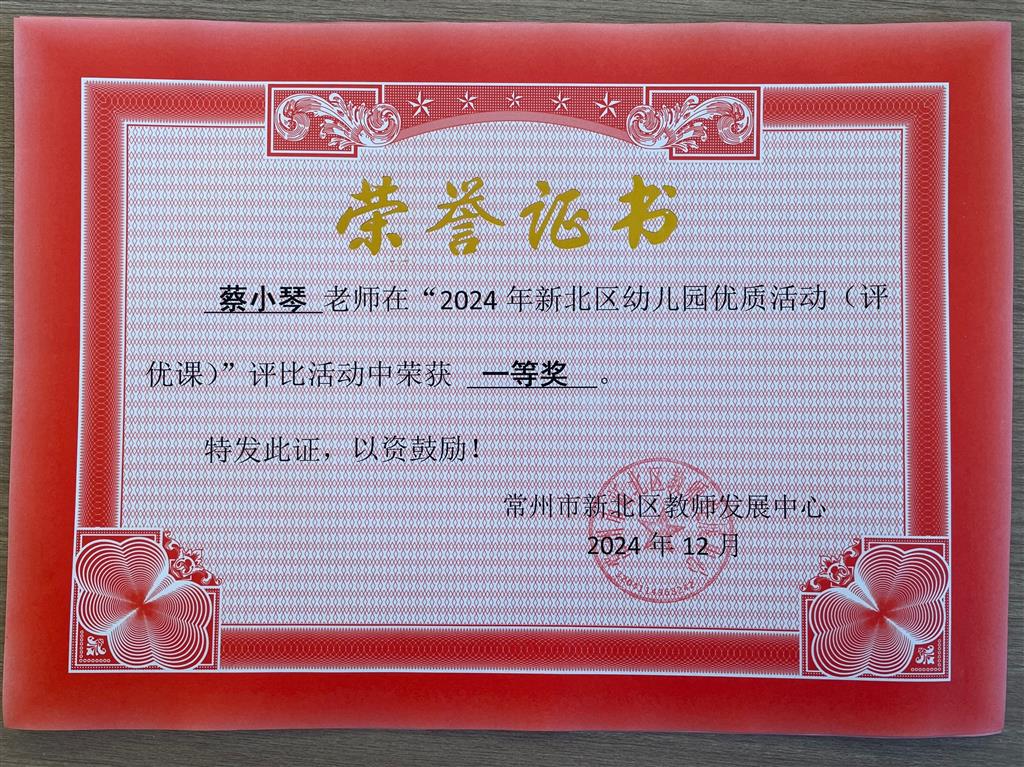 荣誉证书
蔡小琴 老师在“2024 年新北区幼儿园优质活动（评
优课）”评比活动中荣获 一等奖 。
特发此证，以资鼓励！
常州市新北区教师发展中心
2024 年 12 月